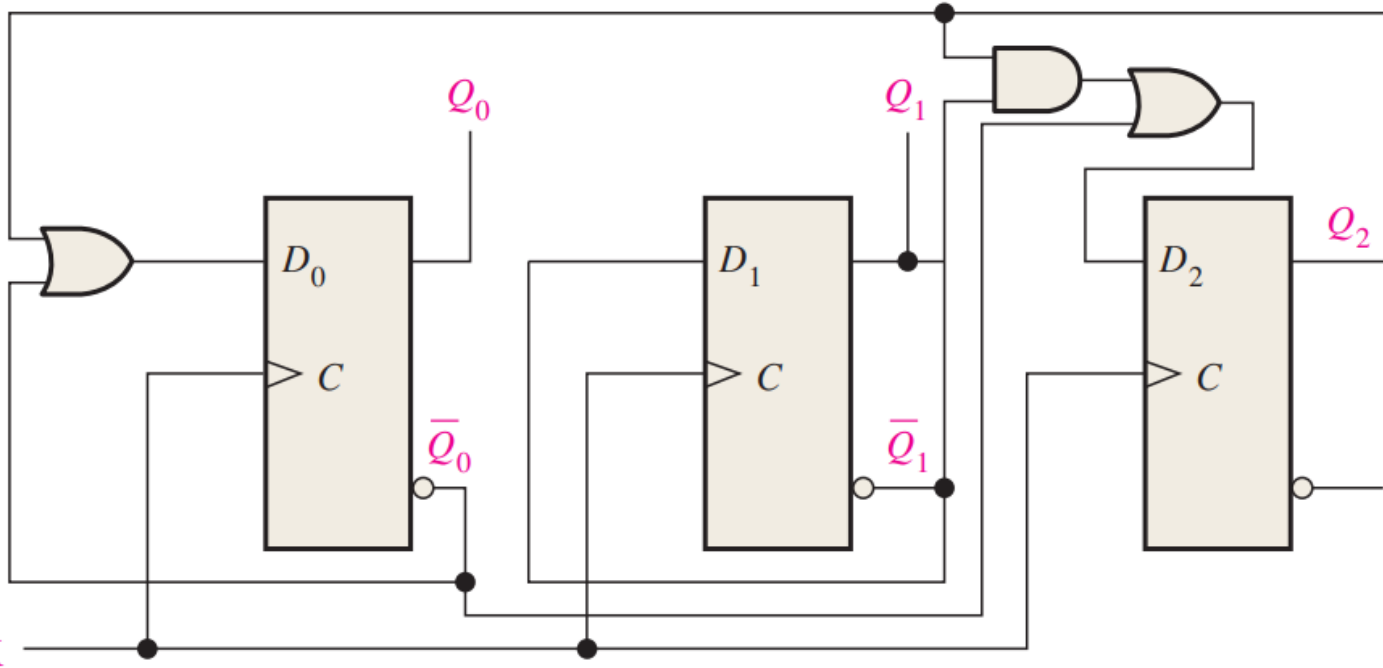 Q₀ Q₁
Q₂
D₀ D₁ D₂
C C C
Q̅₀ Q̅₁